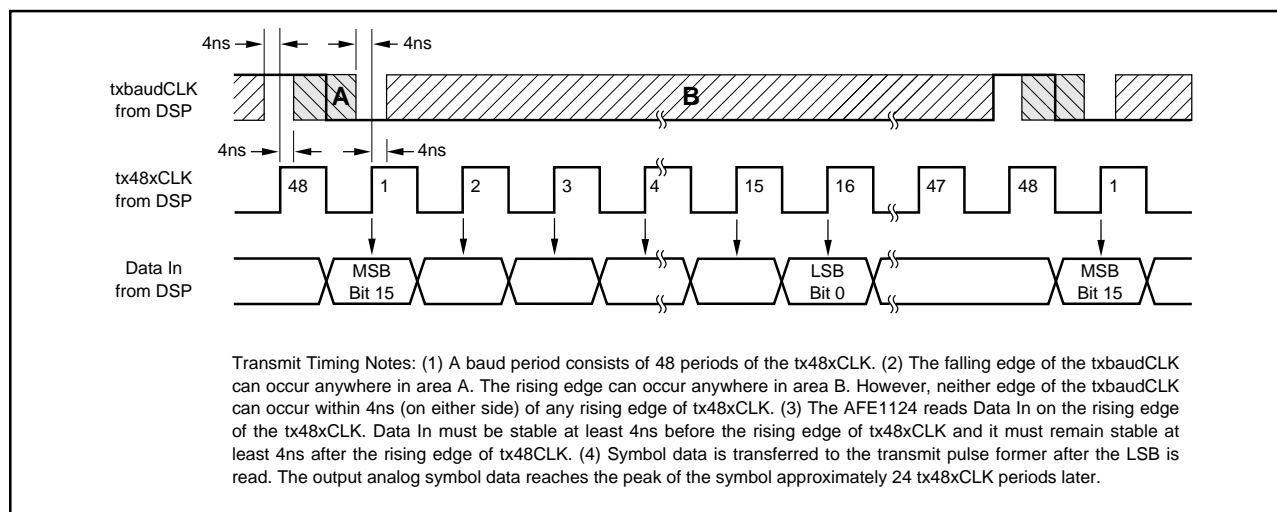 4ns
4ns
txbaudCLK
from DSP
A
B
4ns
4ns
tx48xCLK
from DSP
48
1
2
3
4
15
16
47
48
1
Data In
from DSP
MSB
Bit 15
LSB
Bit 0
MSB
Bit 15
Transmit Timing Notes: (1) A baud period consists of 48 periods of the tx48xCLK. (2) The falling edge of the txbaudCLK
can occur anywhere in area A. The rising edge can occur anywhere in area B. However, neither edge of the txbaudCLK
can occur within 4ns (on either side) of any rising edge of tx48xCLK. (3) The AFE1124 reads Data In on the rising edge
of the tx48xCLK. Data In must be stable at least 4ns before the rising edge of tx48xCLK and it must remain stable at
least 4ns after the rising edge of tx48CLK. (4) Symbol data is transferred to the transmit pulse former after the LSB is
read. The output analog symbol data reaches the peak of the symbol approximately 24 tx48xCLK periods later.